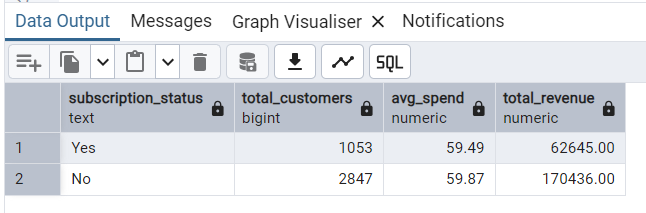 Data Output Messages Graph Visualiser Notifications
SQL
subscription_status total_customers avg_spend total_revenue
text bigint numeric numeric
1 Yes 1053 59.49 62645.00
2 No 2847 59.87 170436.00